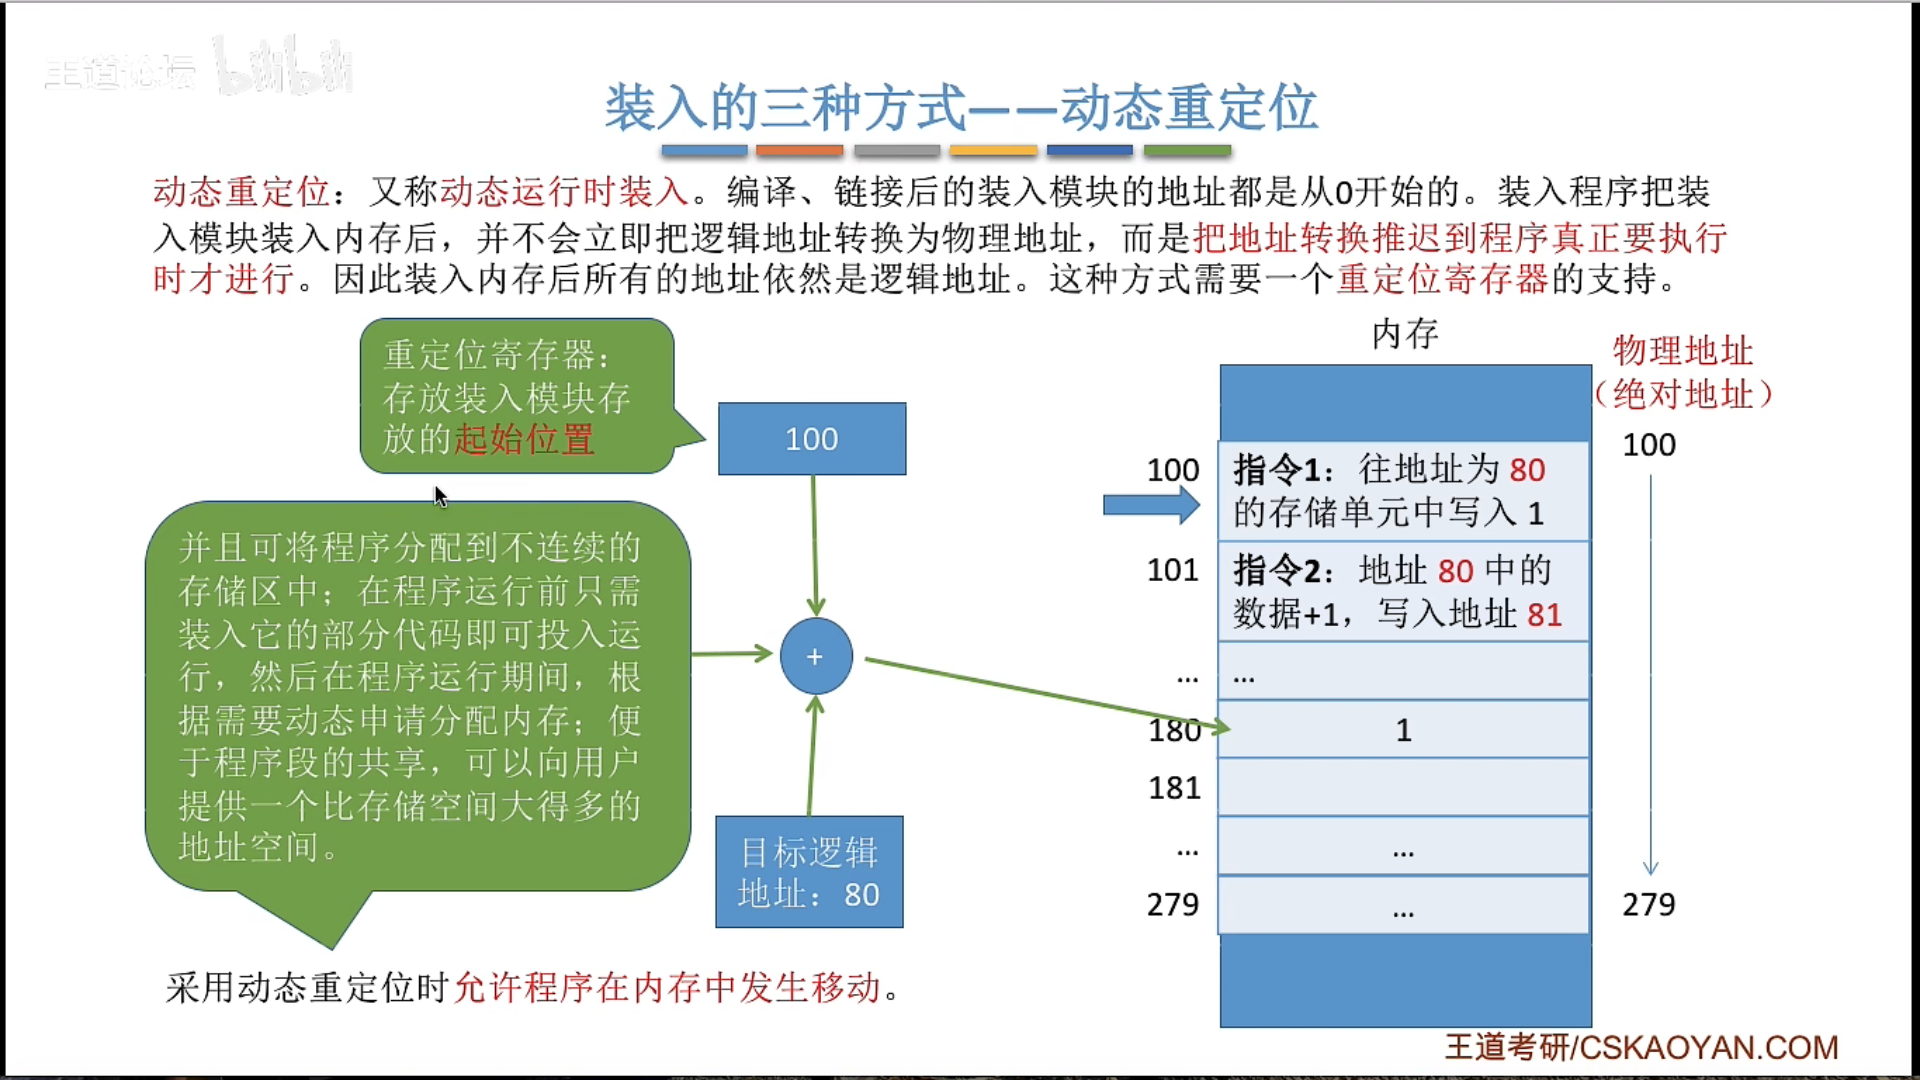 王道论坛 bilibili
装入的三种方式——动态重定位
动态重定位：又称动态运行时装入。编译、链接后的装入模块的地址都是从0开始的。装入程序把装
入模块装入内存后，并不会立即把逻辑地址转换为物理地址，而是把地址转换推迟到程序真正要执行
时才进行。因此装入内存后所有的地址依然是逻辑地址。这种方式需要一个重定位寄存器的支持。
重定位寄存器：
存放装入模块存
放的起始位置
100
并且可将程序分配到不连续的
存储区中；在程序运行前只需
装入它的部分代码即可投入运
行，然后在程序运行期间，根
据需要动态申请分配内存；便
于程序段的共享，可以向用户
提供一个比存储空间大得多的
地址空间。
+
目标逻辑
地址：80
采用动态重定位时允许程序在内存中发生移动。
内存
物理地址
（绝对地址）
100
279
100
指令1：往地址为 80
的存储单元中写入 1
101
指令2：地址 80 中的
数据+1，写入地址 81
...
...
180
1
181
...
...
279
...
王道考研/CSKAOYAN.COM